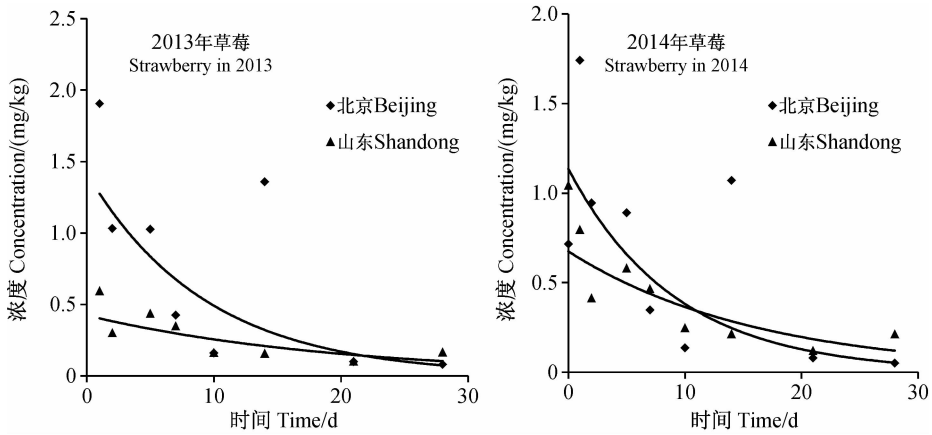 2013年草莓
Strawberry in 2013
北京Beijing
山东Shandong
浓度 Concentration/(mg/kg)
2.5
2.0
1.5
1.0
0.5
0
0
10
20
30
时间 Time/d
2014年草莓
Strawberry in 2014
北京Beijing
山东Shandong
浓度 Concentration/(mg/kg)
2.0
1.5
1.0
0.5
0
0
10
20
30
时间 Time/d